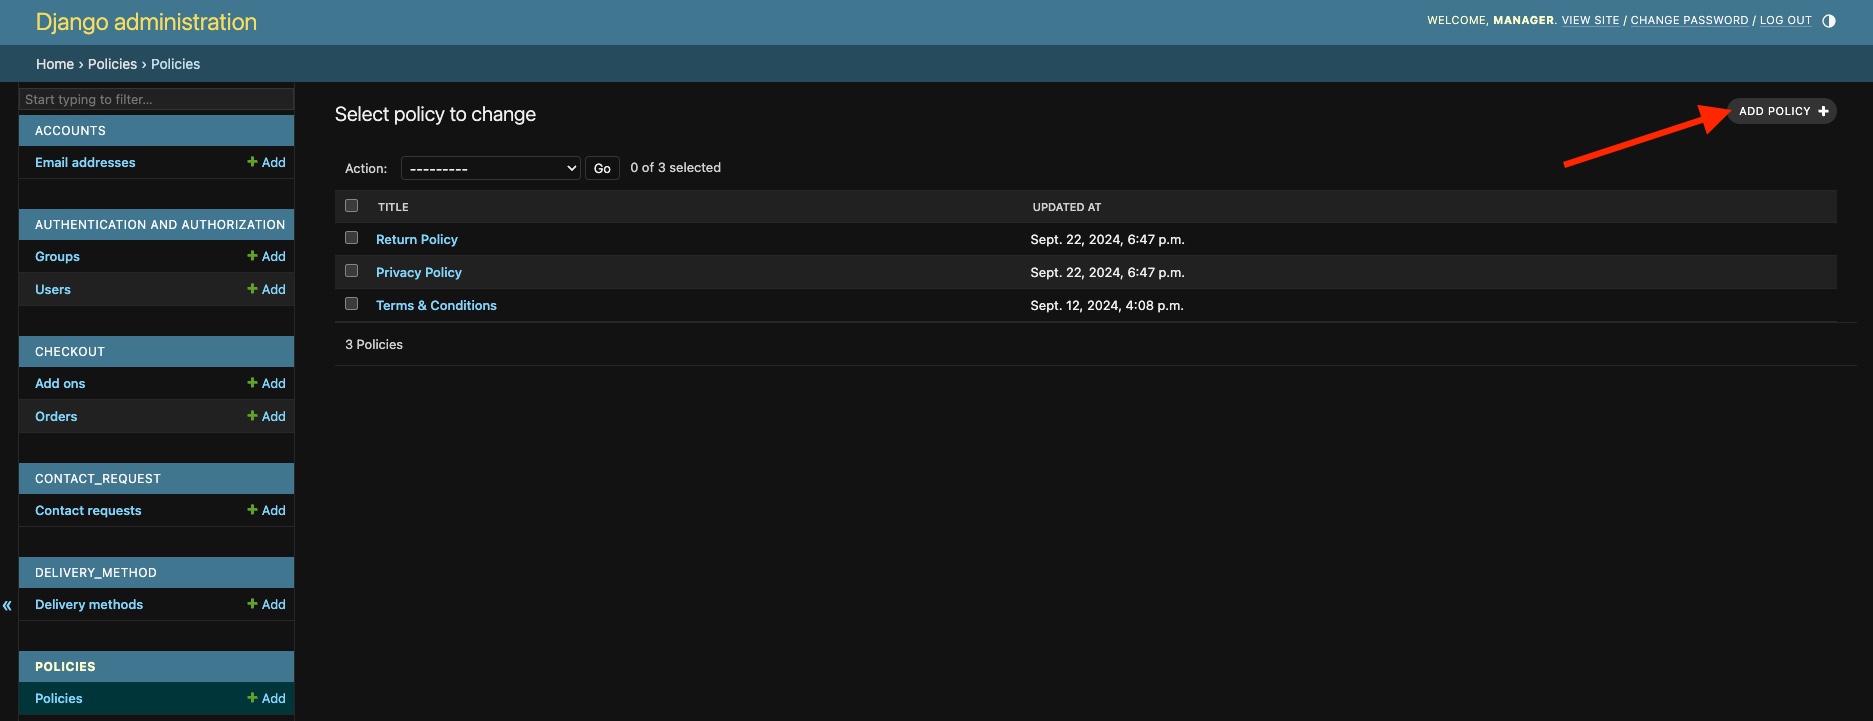 Django administration
WELCOME, MANAGER. VIEW SITE / CHANGE PASSWORD / LOG OUT
Home › Policies › Policies
Start typing to filter...
ACCOUNTS
Email addresses + Add
AUTHENTICATION AND AUTHORIZATION
Groups + Add
Users + Add
CHECKOUT
Add ons + Add
Orders + Add
CONTACT_REQUEST
Contact requests + Add
DELIVERY_METHOD
Delivery methods + Add
POLICIES
Policies + Add
«
Select policy to change
ADD POLICY +
Action: --------- Go 0 of 3 selected
TITLE UPDATED AT
Return Policy Sept. 22, 2024, 6:47 p.m.
Privacy Policy Sept. 22, 2024, 6:47 p.m.
Terms & Conditions Sept. 12, 2024, 4:08 p.m.
3 Policies